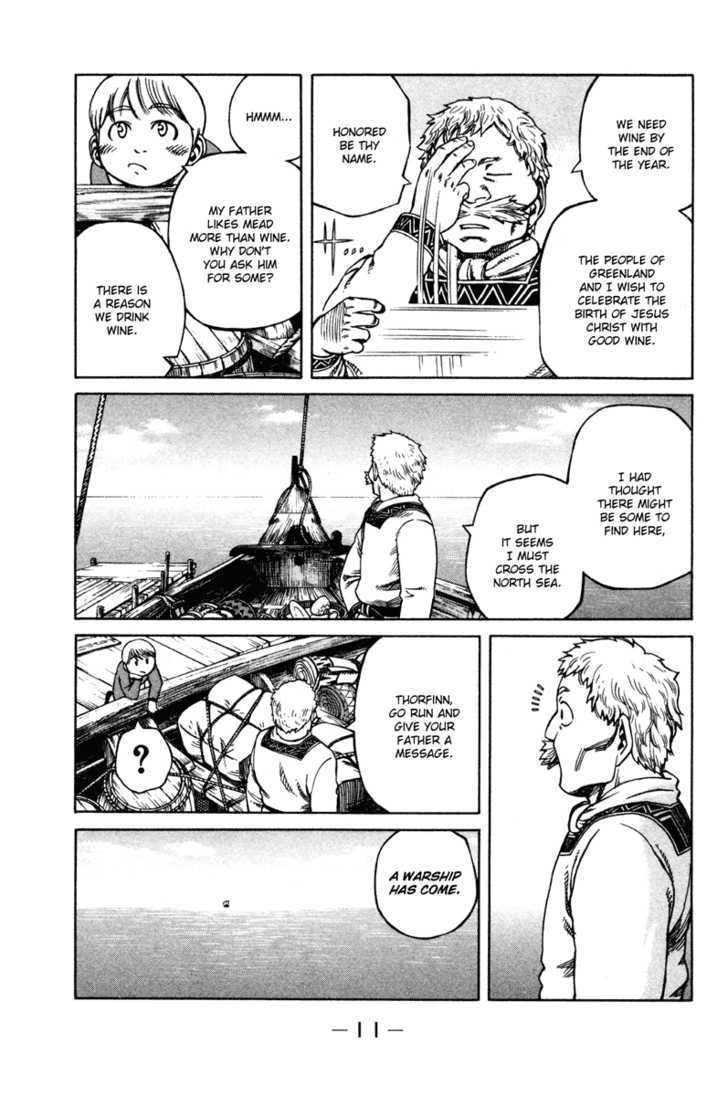 WE NEED
WINE BY
THE END OF
THE YEAR.
THE PEOPLE OF
GREENLAND
AND I WISH TO
CELEBRATE THE
BIRTH OF JESUS
CHRIST WITH
GOOD WINE.
HONORED
BE THY
NAME.
HMMM...
MY FATHER
LIKES MEAD
MORE THAN WINE.
WHY DON'T
YOU ASK HIM
FOR SOME?
THERE IS
A REASON
WE DRINK
WINE.
I HAD
THOUGHT
THERE MIGHT
BE SOME TO
FIND HERE,
BUT
IT SEEMS
I MUST
CROSS THE
NORTH SEA.
THORFINN,
GO RUN AND
GIVE YOUR
FATHER A
MESSAGE.
?
A WARSHIP
HAS COME.
—11—